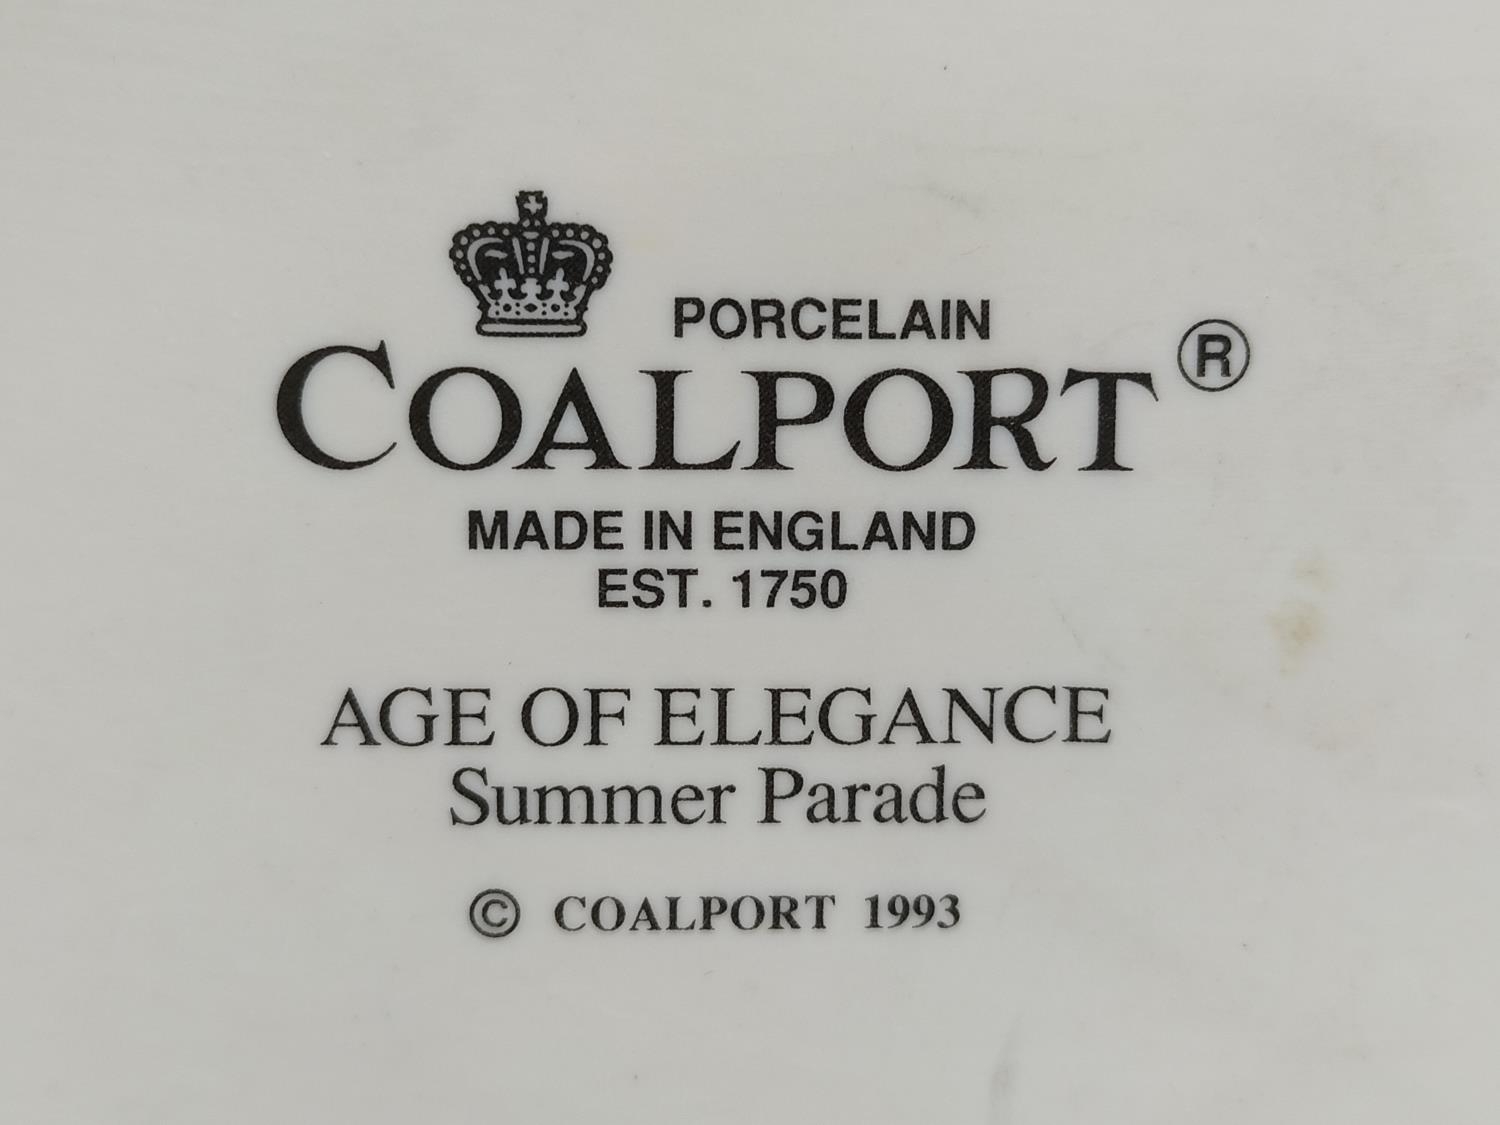 PORCELAIN
COALPORT®
MADE IN ENGLAND
EST. 1750
AGE OF ELEGANCE
Summer Parade
© COALPORT 1993